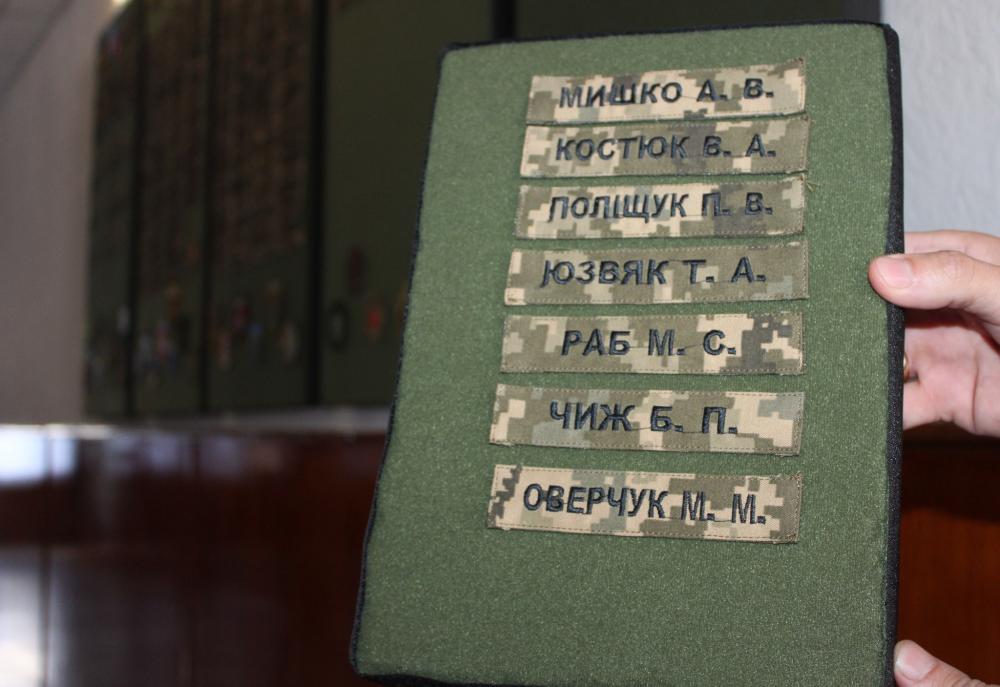 МИШКО А. В.
КОСТЮК В. А.
ПОЛІЩУК П. В.
ЮЗВЯК Т. А.
РАБ М. С.
ЧИЖ Б. П.
ОВЕРЧУК М. М.